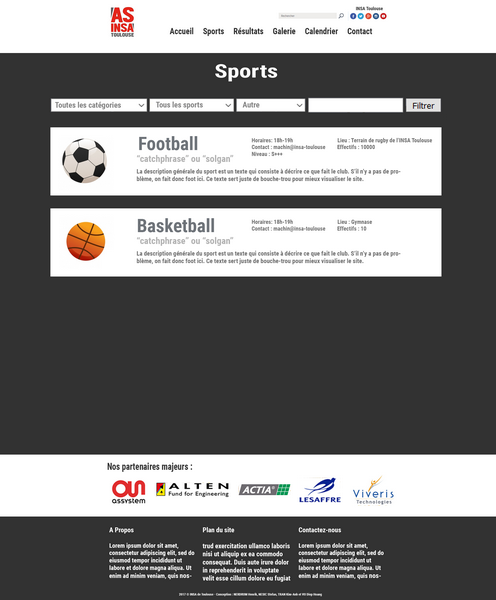 AS
INSA
TOULOUSE
Recherche
INSA Toulouse
Accueil Sports Résultats Galerie Calendrier Contact
Sports
Toutes les catégories Tous les sports Autre Filtrer
Football
"catchphrase" ou "solgan"
Horaires: 18h-19h
Contact : machin@insa-toulouse
Niveau : D+++
Lieu : Terrain de rugby de l'INSA Toulouse
Effectifs : 10000
La description générale du sport est un texte qui consiste à décrire ce que fait le club. S'il n'y a pas de pro-
blème, on fait donc foot ici. Ce texte sert juste de bouche-trou pour mieux visualiser le site.
Basketball
"catchphrase" ou "solgan"
Horaires: 18h-19h
Contact : machin@insa-toulouse
Lieu : Gymnase
Effectifs : 10
La description générale du sport est un texte qui consiste à décrire ce que fait le club. S'il n'y a pas de pro-
blème, on fait donc foot ici. Ce texte sert juste de bouche-trou pour mieux visualiser le site.
Nos partenaires majeurs :
assystem
ALTEN
Fund for Engineering
ACTIA
LESAFFRE
Viveris
Technologies
A Propos
Lorem ipsum dolor sit amet,
consectetur adipiscing elit, sed do
eiusmod tempor incididunt ut
labore et dolore magna aliqua. Ut
enim ad minim veniam, quis nos-
Plan du site
trud exercitation ullamco laboris
nisi ut aliquip ex ea commodo
consequat. Duis aute irure dolor
in reprehenderit in voluptate
velit esse cillum dolore eu fugiat
Contactez-nous
Lorem ipsum dolor sit amet,
consectetur adipiscing elit, sed do
eiusmod tempor incididunt ut
labore et dolore magna aliqua. Ut
enim ad minim veniam, quis nos-
2017 © INSA de Toulouse - Conception :